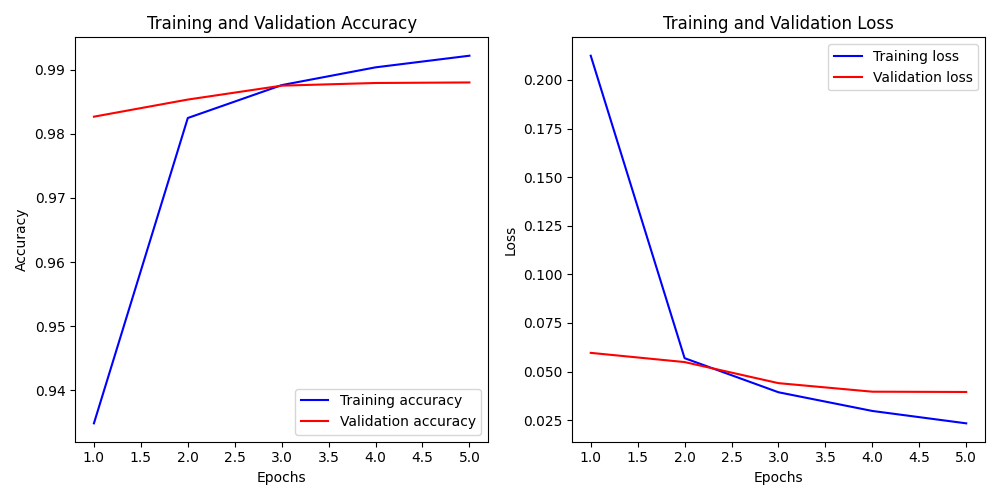 Training and Validation Accuracy
0.99
0.98
0.97
0.96
0.95
0.94
Accuracy
1.0 1.5 2.0 2.5 3.0 3.5 4.0 4.5 5.0
Epochs
Training accuracy
Validation accuracy
Training and Validation Loss
0.200
0.175
0.150
0.125
0.100
0.075
0.050
0.025
Loss
1.0 1.5 2.0 2.5 3.0 3.5 4.0 4.5 5.0
Epochs
Training loss
Validation loss